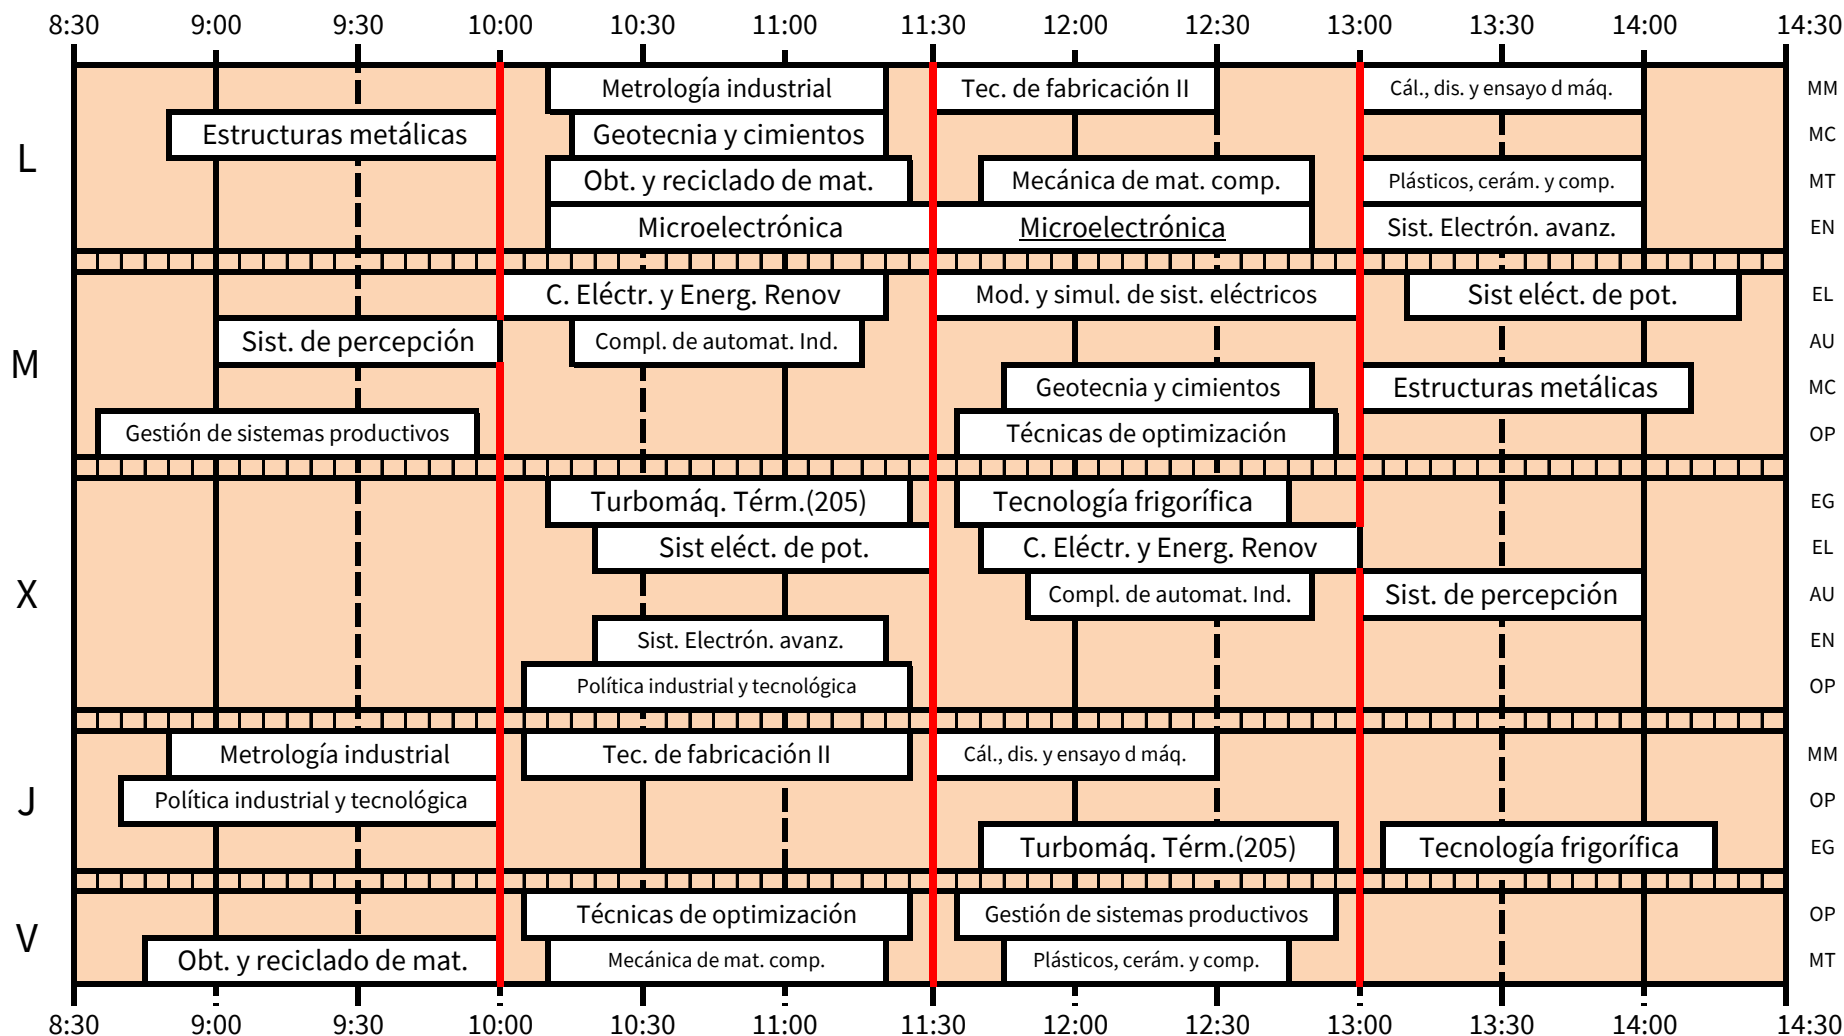 8:30 9:00 9:30 10:00 10:30 11:00 11:30 12:00 12:30 13:00 13:30 14:00 14:30
L
Metrología industrial Tec. de fabricación II Cál., dis. y ensayo d máq. MM
Estructuras metálicas Geotecnia y cimientos MC
Obt. y reciclado de mat. Mecánica de mat. comp. Plásticos, cerám. y comp. MT
Microelectrónica Microelectrónica Sist. Electrón. avanz. EN
M
C. Eléctr. y Energ. Renov Mod. y simul. de sist. eléctricos Sist eléct. de pot. EL
Sist. de percepción Compl. de automat. Ind. AU
Geotecnia y cimientos Estructuras metálicas MC
Gestión de sistemas productivos Técnicas de optimización OP
X
Turbomáq. Térm.(205) Tecnología frigorífica EG
Sist eléct. de pot. C. Eléctr. y Energ. Renov EL
Compl. de automat. Ind. Sist. de percepción AU
Sist. Electrón. avanz. EN
Política industrial y tecnológica OP
J
Metrología industrial Tec. de fabricación II Cál., dis. y ensayo d máq. MM
Política industrial y tecnológica OP
Turbomáq. Térm.(205) Tecnología frigorífica EG
V
Técnicas de optimización Gestión de sistemas productivos OP
Obt. y reciclado de mat. Mecánica de mat. comp. Plásticos, cerám. y comp. MT
8:30 9:00 9:30 10:00 10:30 11:00 11:30 12:00 12:30 13:00 13:30 14:00 14:30